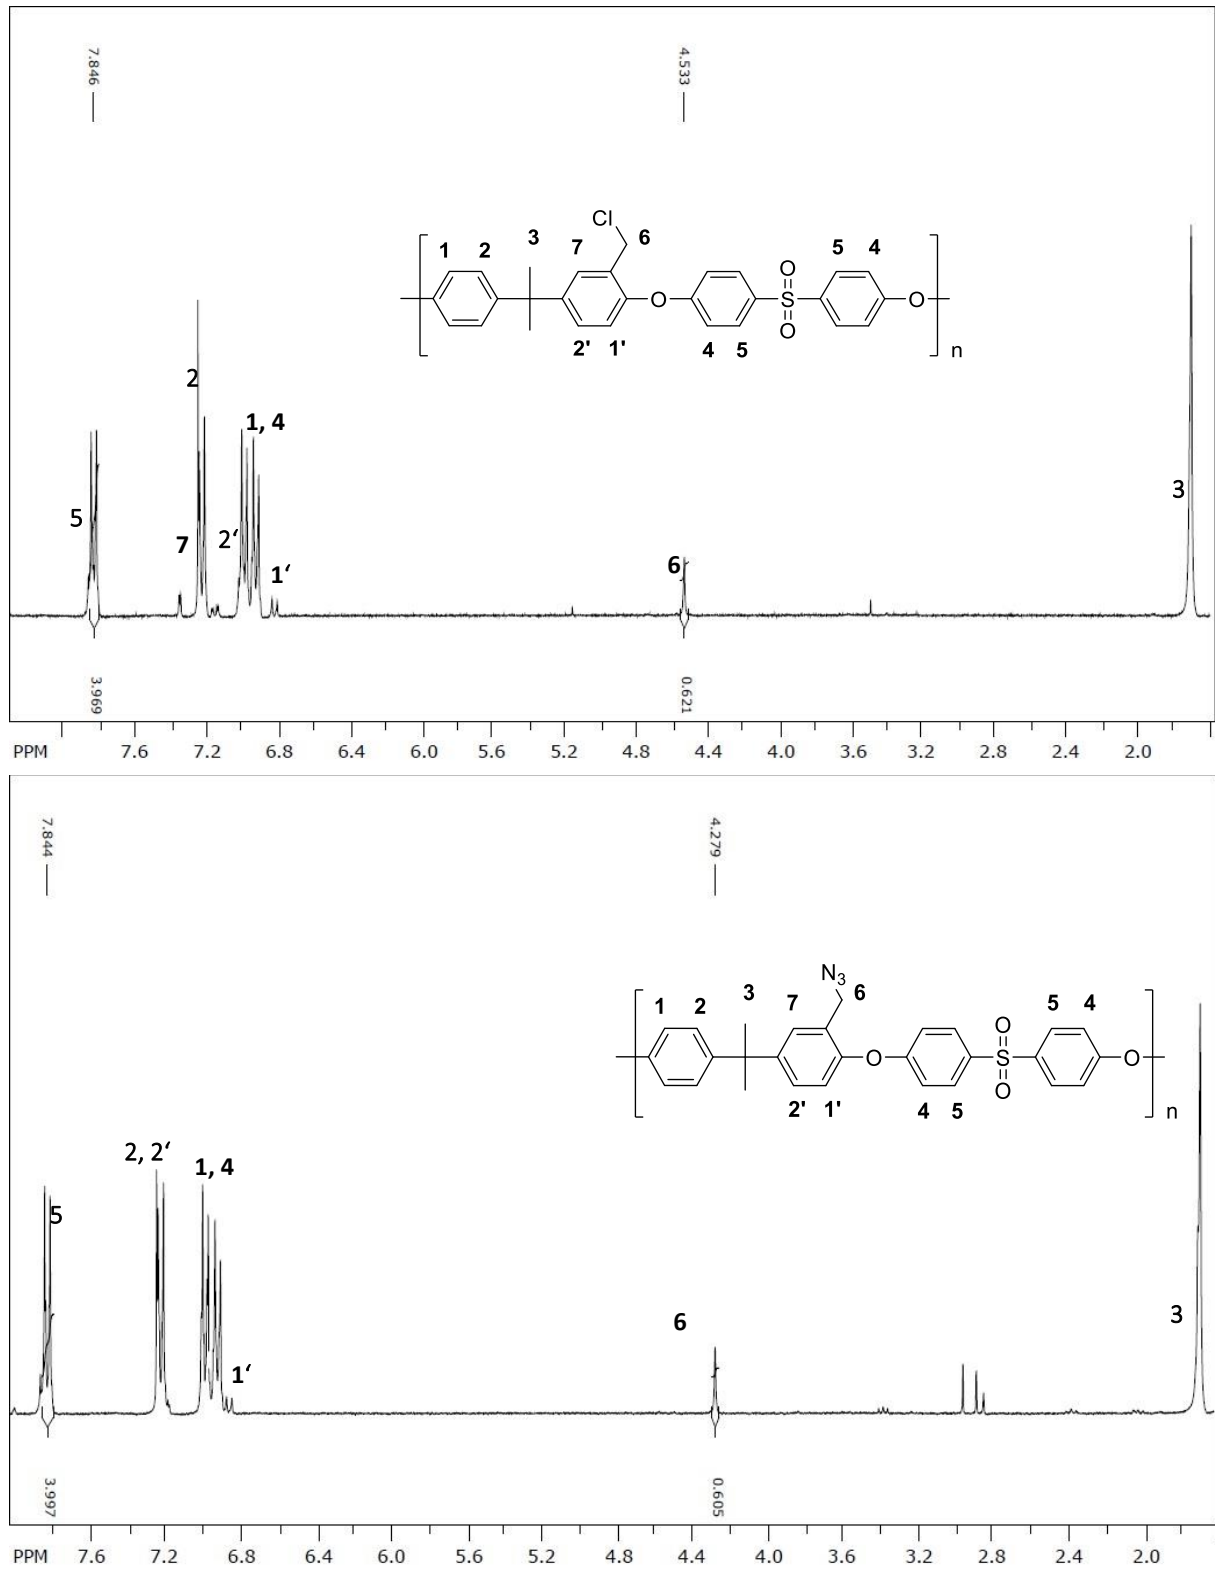 7.846
4.533
Cl
1 2 3 7 6 5 4
O
O S O
O
2' 1' 4 5
n
2
1, 4
3
5
7 2‘
6
1‘
3.969
0.621
PPM 7.6 7.2 6.8 6.4 6.0 5.6 5.2 4.8 4.4 4.0 3.6 3.2 2.8 2.4 2.0
7.844
4.279
N3
1 2 3 7 6 5 4
O
O S O
O
2' 1' 4 5
n
2, 2‘
1, 4
5
6
3
1‘
3.997
0.605
PPM 7.6 7.2 6.8 6.4 6.0 5.6 5.2 4.8 4.4 4.0 3.6 3.2 2.8 2.4 2.0